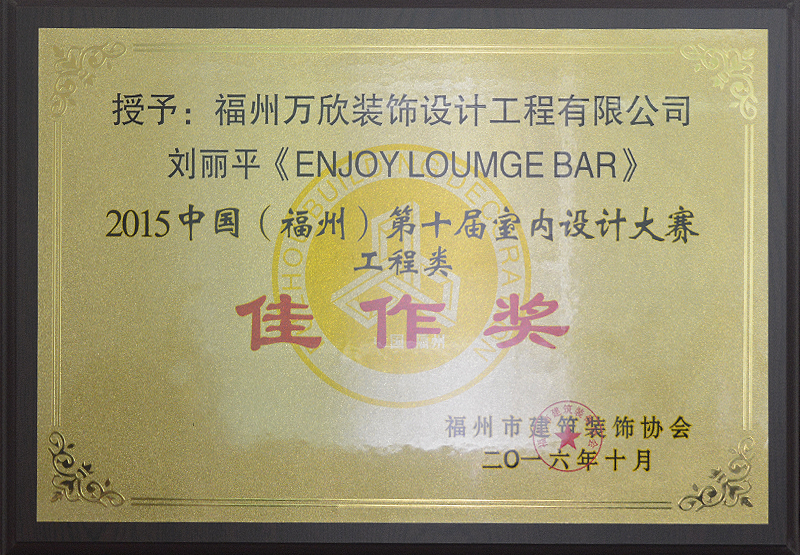 授予：福州万欣装饰设计工程有限公司
刘丽平《ENJOY LOUMGE BAR》
2015中国（福州）第十届室内设计大赛
工程类
佳作奖
福州市建筑装饰协会
二〇一六年十月